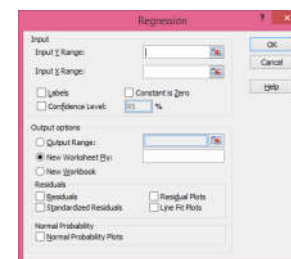 Regression
? x
Input
Input Y Range:
OK
Cancel
Input X Range:
Help
Labels
Constant is Zero
Confidence Level:
95 %
Output options
Output Range:
New Worksheet Ply:
New Workbook
Residuals
Residuals
Residual Plots
Standardized Residuals
Line Fit Plots
Normal Probability
Normal Probability Plots